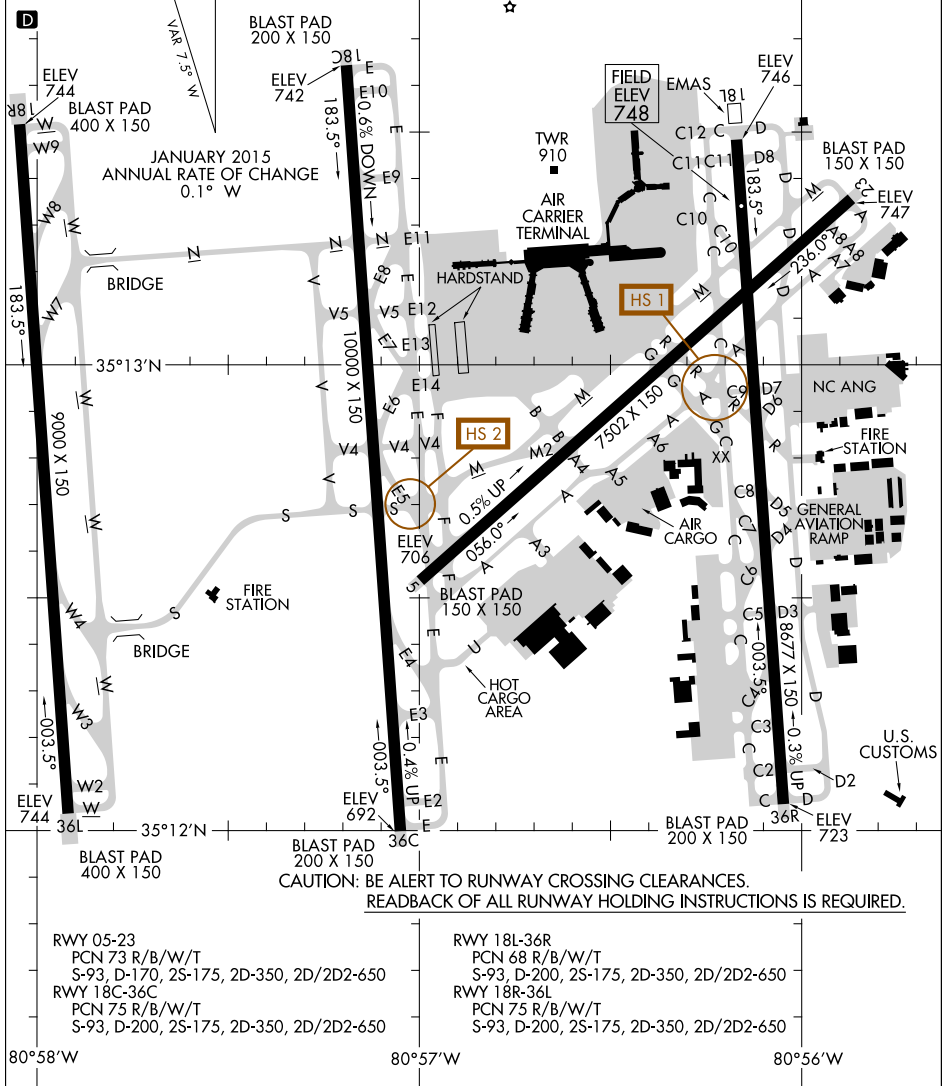 D
VAR 7.5° W
JANUARY 2015
ANNUAL RATE OF CHANGE
0.1° W
BLAST PAD
200 X 150
18C
E
ELEV
742
E10
0.6% DOWN
183.5°
E
E9
ELEV
744
18R
BLAST PAD
400 X 150
W
W9
W8
W
BRIDGE
N
N
N
E11
W7
183.5°
V
V5
V5
E8
E
E12
E7
E13
10000 X 150
V
E14
E6
E
F
V4
V4
V4
HARDSTAND
FIELD
ELEV
748
EMAS
18L
ELEV
746
TWR
910
AIR
CARRIER
TERMINAL
C12
C
D
C11
C11
D8
D
183.5°
C
C10
C10
C
M
D
BLAST PAD
150 X 150
23
ELEV
747
A
A8
A8
A7
236.0°
D
A
M
HS 1
35°13'N
R
G
G
C
A
R
A
R
C9
D7
D6
G
C
XX
R
NC ANG
FIRE
STATION
7502 X 150
M
B
B
M2
A4
A
A6
A5
A
HS 2
M
E5
S
S
S
F
0.5% UP
056.0°
ELEV
706
5
F
A
A3
AIR
CARGO
C8
C7
C
D5
D4
GENERAL
AVIATION
RAMP
C6
D
9000 X 150
W
W
FIRE
STATION
BLAST PAD
150 X 150
W4
S
BRIDGE
E
E4
U
HOT
CARGO
AREA
C5
D3
8677 X 150
C
003.5°
C4
D
W
W3
003.5°
E3
003.5°
0.4% UP
E
C3
C
0.3% UP
C2
D2
U.S.
CUSTOMS
W2
W
ELEV
744
36L
35°12'N
ELEV
692
E2
E
36C
C
D
36R
ELEV
723
BLAST PAD
400 X 150
BLAST PAD
200 X 150
BLAST PAD
200 X 150
CAUTION: BE ALERT TO RUNWAY CROSSING CLEARANCES.
READBACK OF ALL RUNWAY HOLDING INSTRUCTIONS IS REQUIRED.
RWY 05-23
PCN 73 R/B/W/T
S-93, D-170, 2S-175, 2D-350, 2D/2D2-650
RWY 18C-36C
PCN 75 R/B/W/T
S-93, D-200, 2S-175, 2D-350, 2D/2D2-650
RWY 18L-36R
PCN 68 R/B/W/T
S-93, D-200, 2S-175, 2D-350, 2D/2D2-650
RWY 18R-36L
PCN 75 R/B/W/T
S-93, D-200, 2S-175, 2D-350, 2D/2D2-650
80°58'W
80°57'W
80°56'W